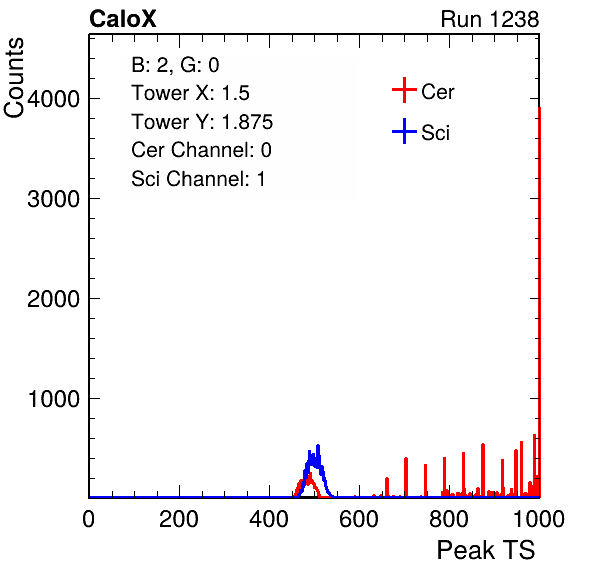 CaloX Run 1238
Counts
B: 2, G: 0
Tower X: 1.5
Tower Y: 1.875
Cer Channel: 0
Sci Channel: 1
Cer
Sci
4000
3000
2000
1000
0 200 400 600 800 1000
Peak TS